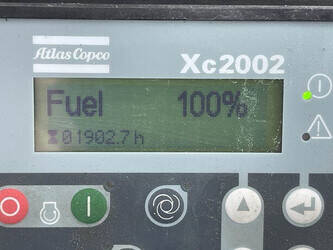 Atlas Copco
Xc2002
Fuel 100%
01902.7 h